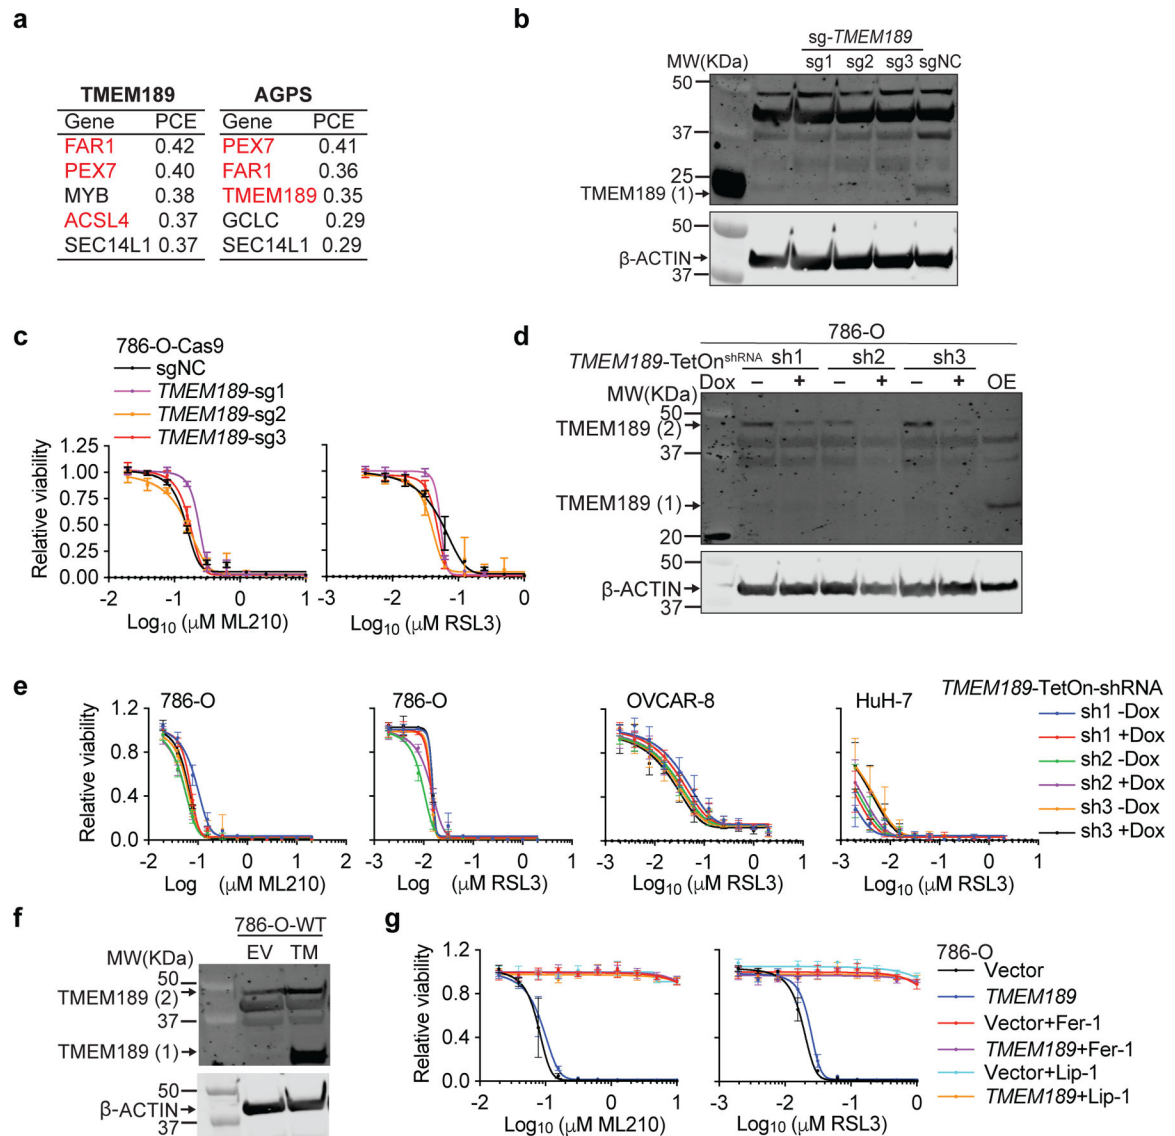 a
TMEM189 AGPS
Gene PCE Gene PCE
FAR1 0.42 PEX7 0.41
PEX7 0.40 FAR1 0.36
MYB 0.38 TMEM189 0.35
ACSL4 0.37 GCLC 0.29
SEC14L1 0.37 SEC14L1 0.29
b
sg-TMEM189
MW(KDa) sg1 sg2 sg3 sgNC
50
37
25
TMEM189 (1)
50
β-ACTIN
37
c
786-O-Cas9
sgNC
TMEM189-sg1
TMEM189-sg2
TMEM189-sg3
Relative viability
1.25
1.00
0.75
0.50
0.25
0.00
-2 -1 0 1
Log10 (μM ML210)
-3 -2 -1 0
Log10 (μM RSL3)
d
786-O
TMEM189-TetOn shRNA sh1 sh2 sh3
Dox – + – + – + OE
MW(KDa)
50
TMEM189 (2)
37
TMEM189 (1)
20
50
β-ACTIN
37
e
786-O
Relative viability
1.2
0.8
0.4
0.0
-2 -1 0 1 2
Log (μM ML210)
786-O
-3 -2 -1 0 1
Log (μM RSL3)
OVCAR-8
-3 -2 -1 0 1
Log10 (μM RSL3)
HuH-7
-3 -2 -1 0 1
Log10 (μM RSL3)
TMEM189-TetOn-shRNA
sh1 -Dox
sh1 +Dox
sh2 -Dox
sh2 +Dox
sh3 -Dox
sh3 +Dox
f
786-O-WT
MW(KDa) EV TM
50
TMEM189 (2)
37
TMEM189 (1)
50
β-ACTIN
37
g
Relative viability
1.2
0.8
0.4
0.0
-2 -1 0 1
Log10 (μM ML210)
-3 -2 -1 0
Log10 (μM RSL3)
786-O
Vector
TMEM189
Vector+Fer-1
TMEM189+Fer-1
Vector+Lip-1
TMEM189+Lip-1